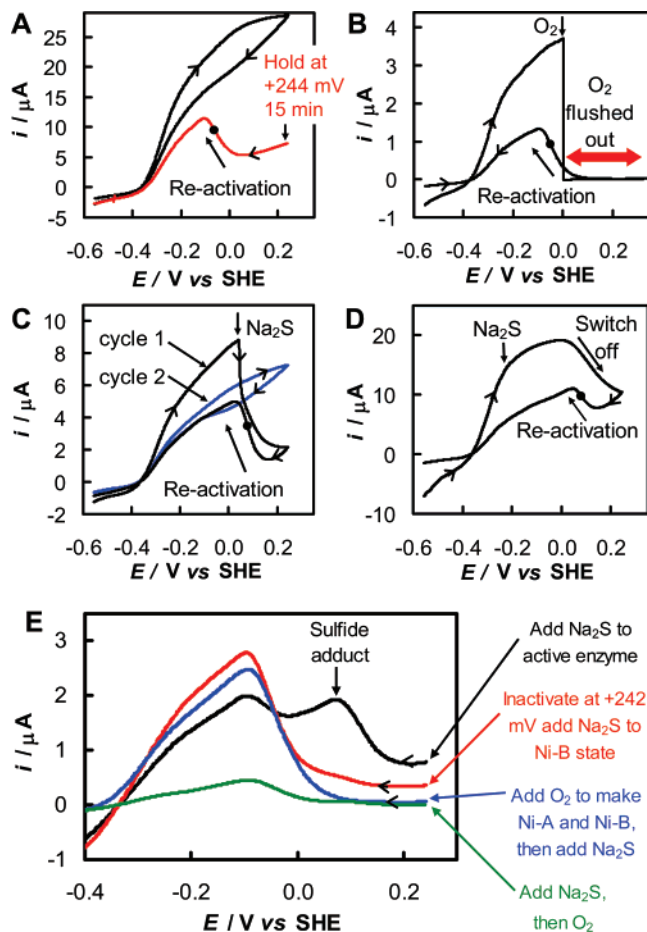 A
25
20
15
10
5
0
5
i / μA
Hold at
+244 mV
15 min
Re-activation
-0.6 -0.4 -0.2 0.0 0.2
E / V vs SHE
B
4
3
2
1
0
-1
i / μA
O2
O2
flushed
out
Re-activation
-0.6 -0.4 -0.2 0.0 0.2
E / V vs SHE
C
10
8
6
4
2
0
-2
i / μA
Na2S
cycle 1
cycle 2
Re-activation
-0.6 -0.4 -0.2 0.0 0.2
E / V vs SHE
D
20
10
0
-10
i / μA
Na2S
Switch
off
Re-activation
-0.6 -0.4 -0.2 0.0 0.2
E / V vs SHE
E
3
2
1
0
-1
i / μA
Sulfide
adduct
-0.4 -0.2 0.0 0.2
E / V vs SHE
Add Na2S to
active enzyme
Inactivate at +242
mV add Na2S to
Ni-B state
Add O2 to make
Ni-A and Ni-B,
then add Na2S
Add Na2S,
then O2